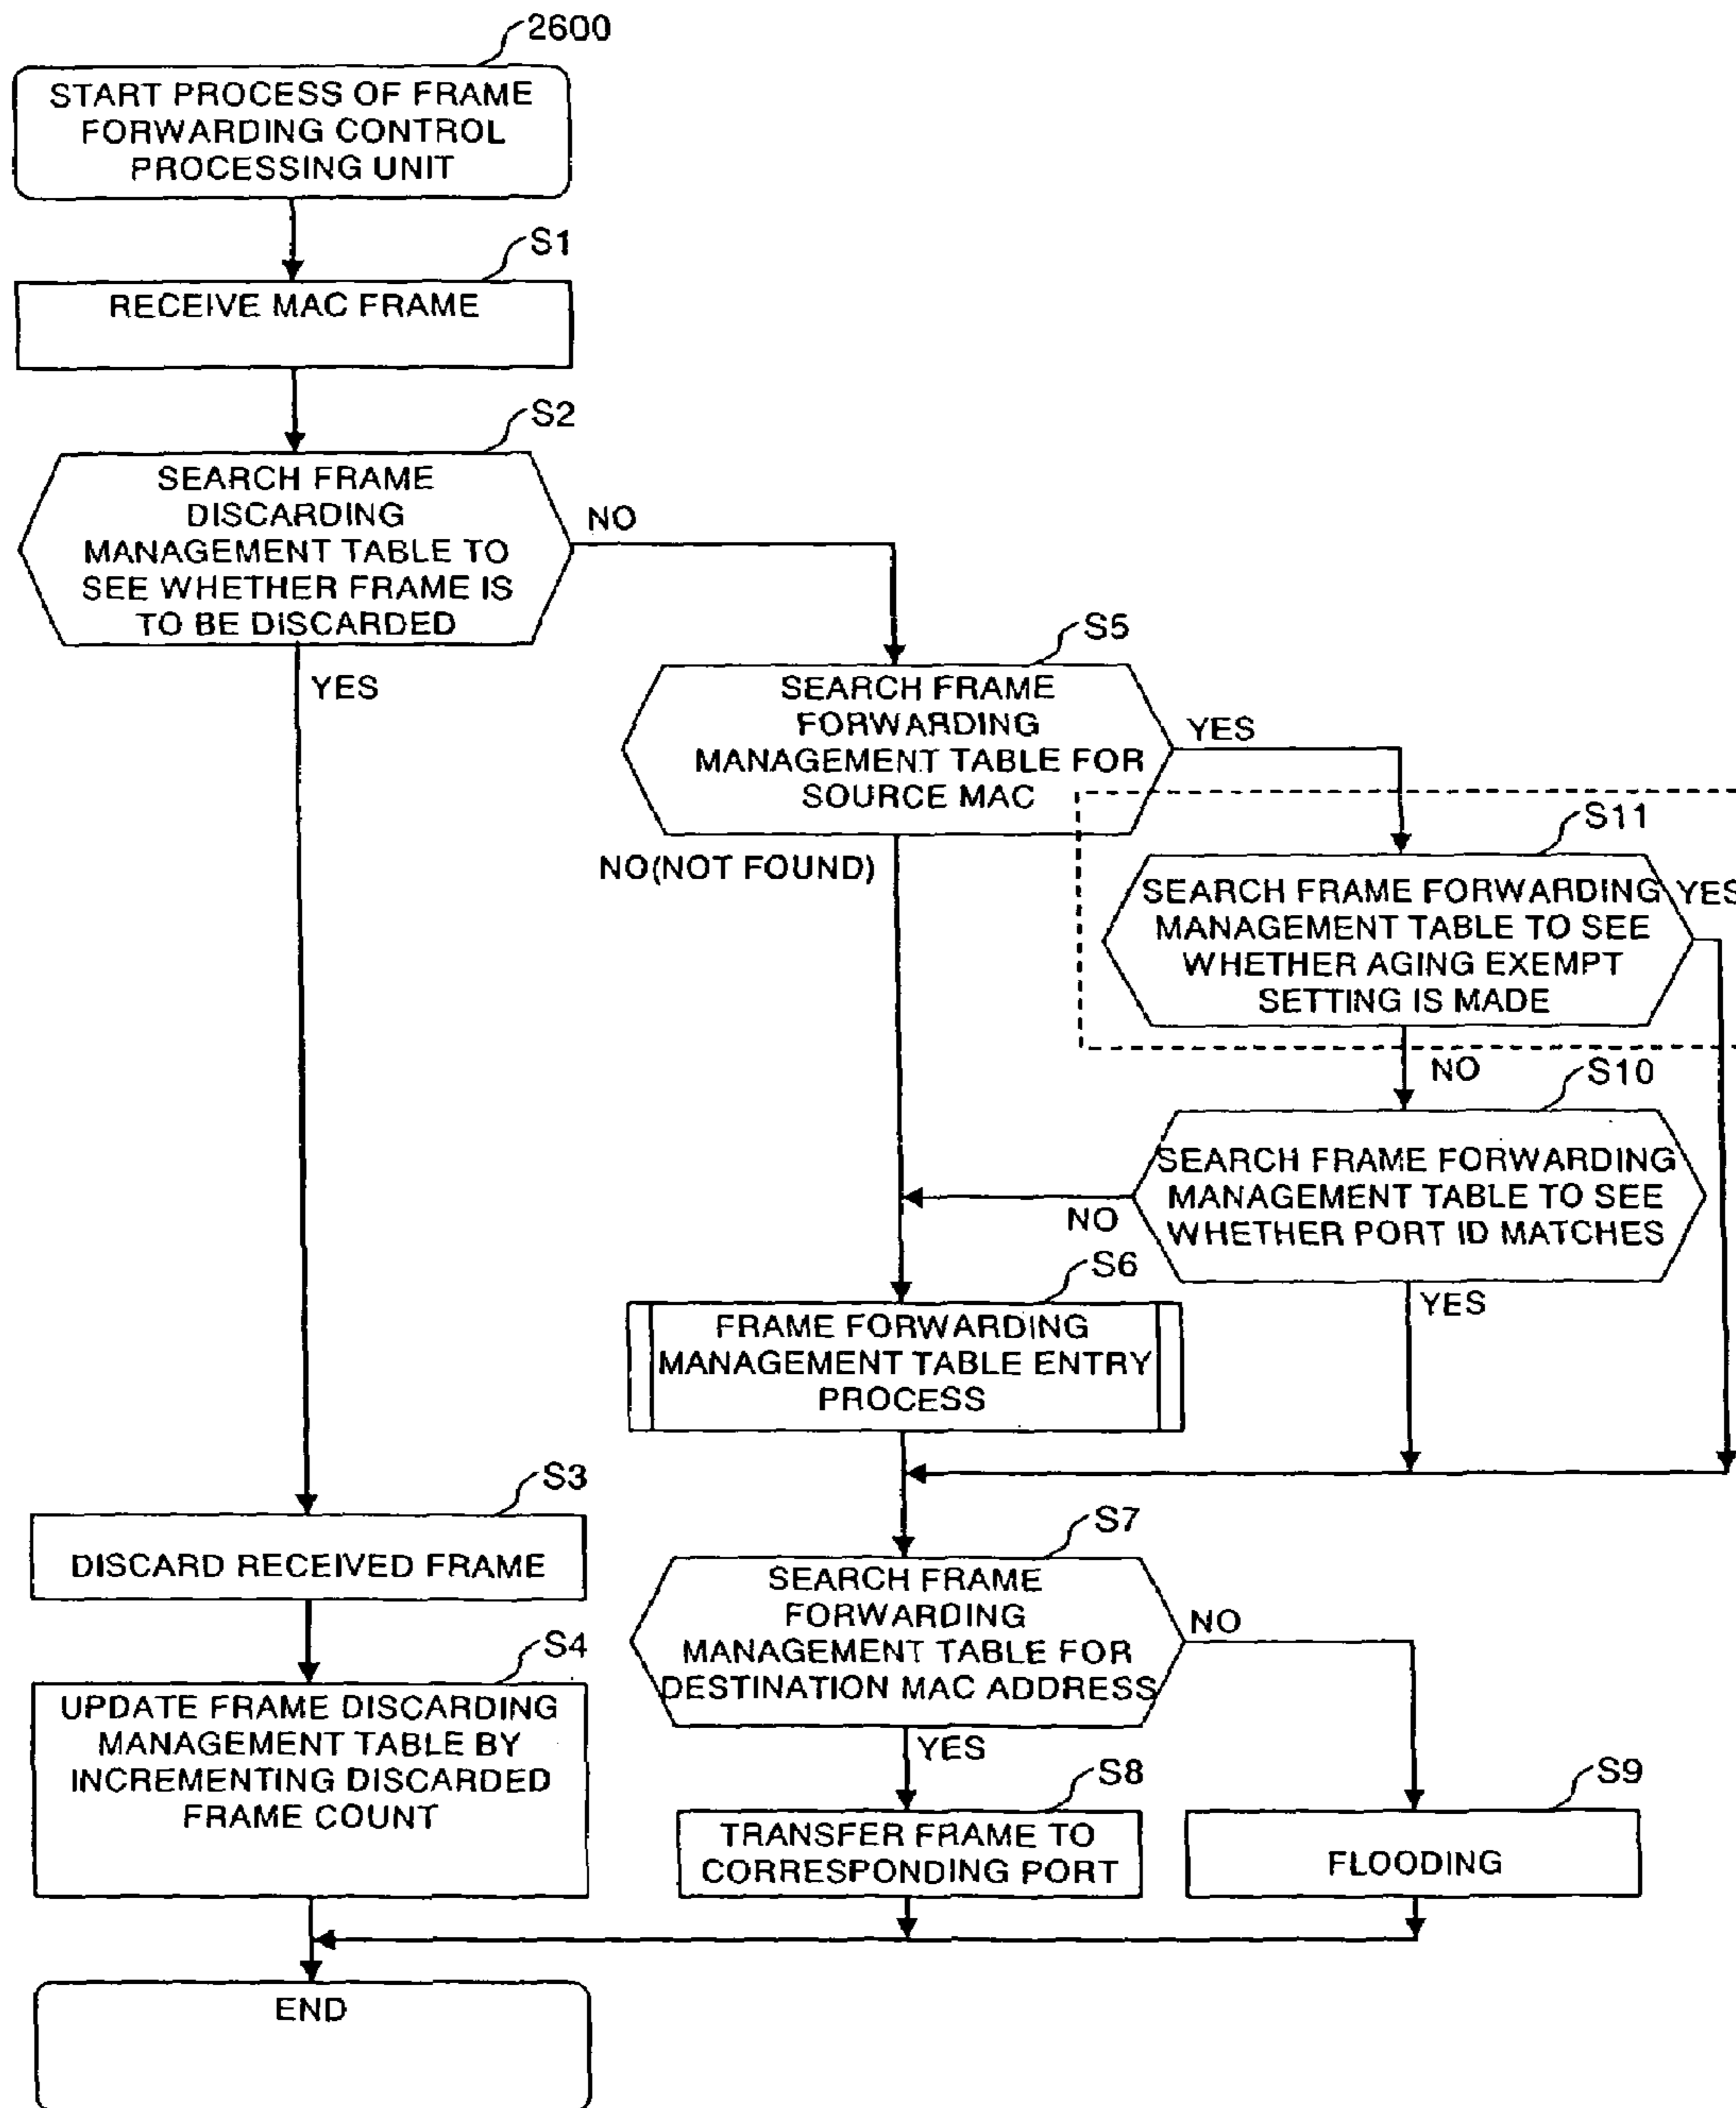 2600
START PROCESS OF FRAME
FORWARDING CONTROL
PROCESSING UNIT
S1
RECEIVE MAC FRAME
S2
SEARCH FRAME
DISCARDING
MANAGEMENT TABLE TO
SEE WHETHER FRAME IS
TO BE DISCARDED
NO
YES
S5
SEARCH FRAME
FORWARDING
MANAGEMENT TABLE FOR
SOURCE MAC
YES
NO(NOT FOUND)
S11
SEARCH FRAME FORWARDING
MANAGEMENT TABLE TO SEE
WHETHER AGING EXEMPT
SETTING IS MADE
YES
NO
S10
SEARCH FRAME FORWARDING
MANAGEMENT TABLE TO SEE
WHETHER PORT ID MATCHES
NO
YES
S6
FRAME FORWARDING
MANAGEMENT TABLE ENTRY
PROCESS
S3
DISCARD RECEIVED FRAME
S7
SEARCH FRAME
FORWARDING
MANAGEMENT TABLE FOR
DESTINATION MAC ADDRESS
NO
YES
S4
UPDATE FRAME DISCARDING
MANAGEMENT TABLE BY
INCREMENTING DISCARDED
FRAME COUNT
S8
TRANSFER FRAME TO
CORRESPONDING PORT
S9
FLOODING
END